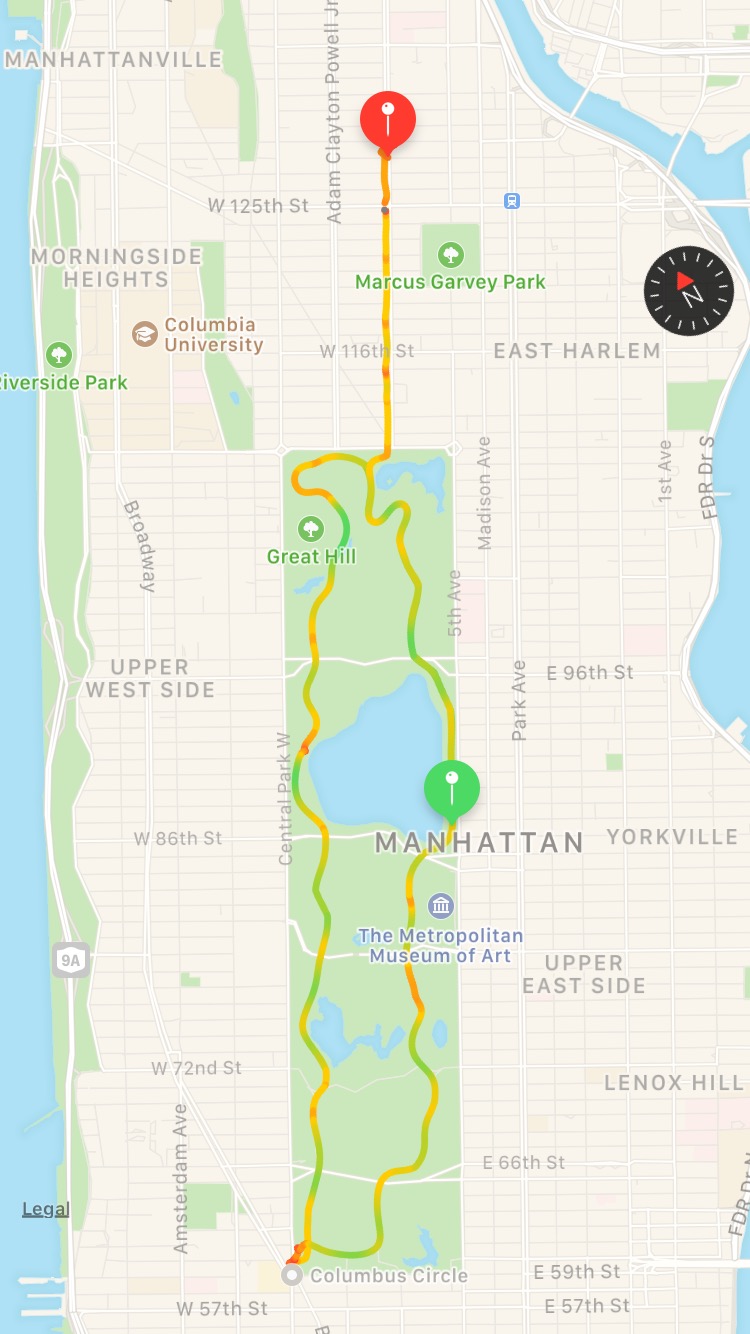 MANHATTANVILLE
Adam Clayton Powell Jr
W 125th St
MORNINGSIDE
HEIGHTS
Marcus Garvey Park
N
Columbia
University
W 116th St
EAST HARLEM
Riverside Park
Madison Ave
1st Ave
FDR Dr S
Broadway
Great Hill
5th Ave
UPPER
WEST SIDE
E 96th St
Park Ave
Central Park W
W 86th St
MANHATTAN
YORKVILLE
The Metropolitan
Museum of Art
9A
UPPER
EAST SIDE
W 72nd St
LENOX HILL
Amsterdam Ave
E 66th St
FDR Dr N
Legal
Columbus Circle
E 59th St
W 57th St
E 57th St